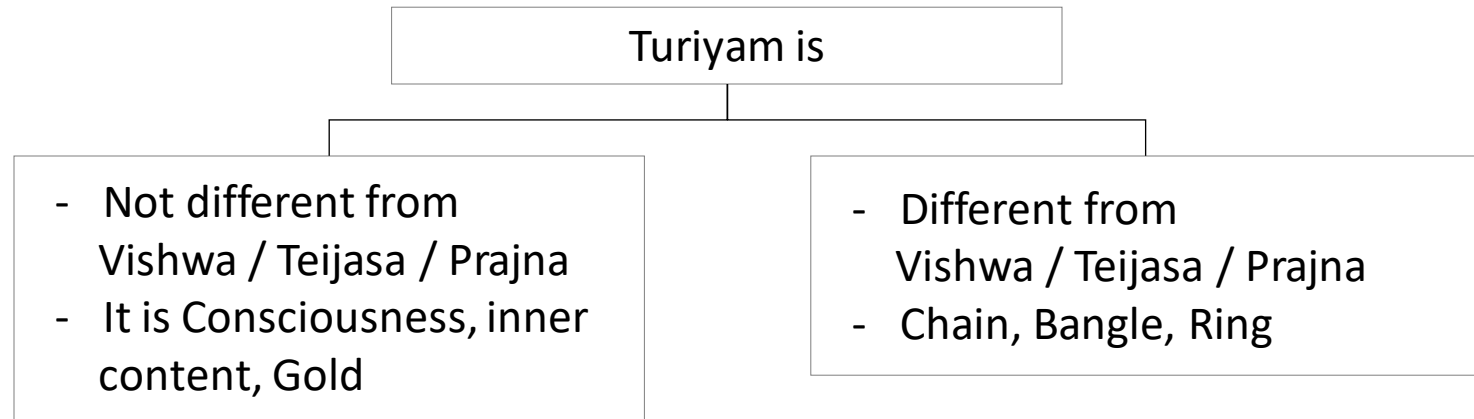 Turiyam is
- Not different from
Vishwa / Teijasa / Prajna
- It is Consciousness, inner
content, Gold
- Different from
Vishwa / Teijasa / Prajna
- Chain, Bangle, Ring